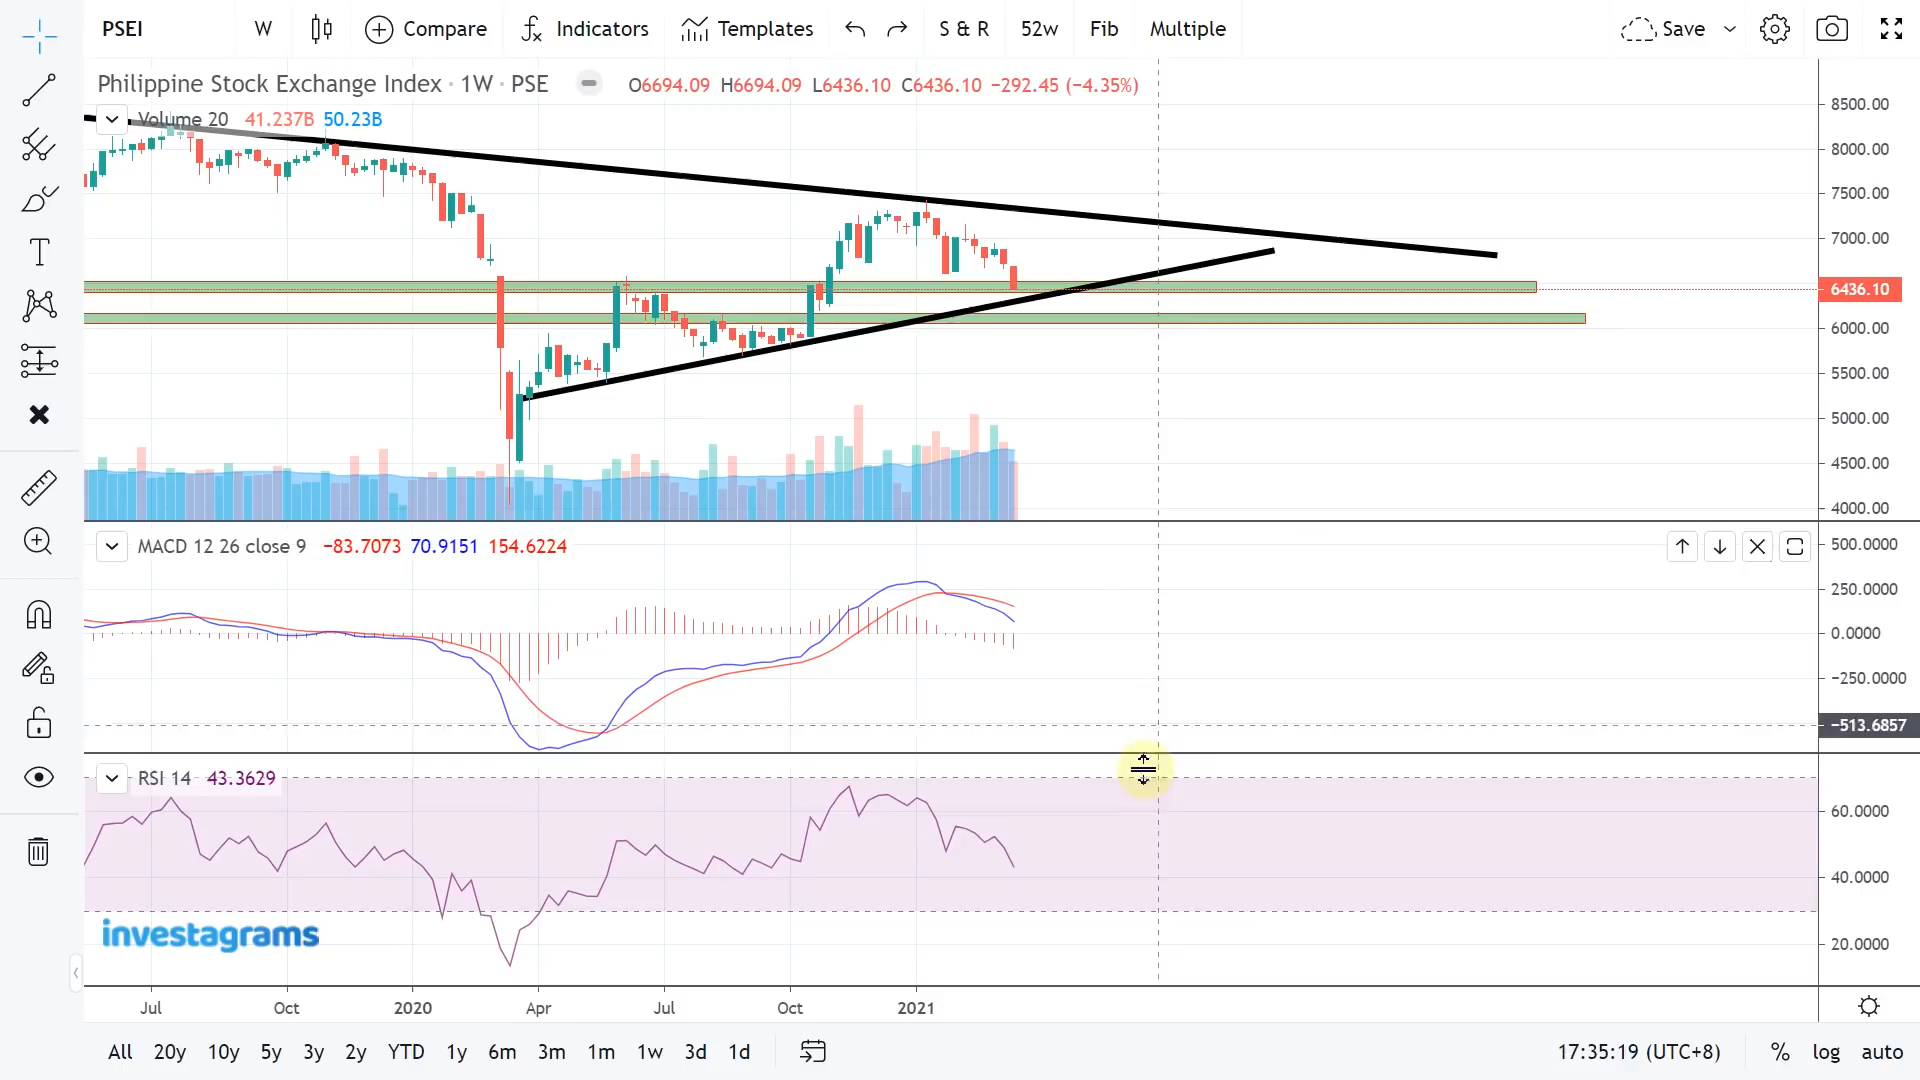 PSEI W Compare Indicators Templates S & R 52w Fib Multiple Save
Philippine Stock Exchange Index · 1W · PSE O6694.09 H6694.09 L6436.10 C6436.10 −292.45 (−4.35%)
Volume 20 41.237B 50.23B
8500.00
8000.00
7500.00
7000.00
6436.10
6000.00
5500.00
5000.00
4500.00
4000.00
MACD 12 26 close 9 −83.7073 70.9151 154.6224
500.0000
250.0000
0.0000
−250.0000
−513.6857
RSI 14 43.3629
60.0000
40.0000
20.0000
investagrams
Jul Oct 2020 Apr Jul Oct 2021
All 20y 10y 5y 3y 2y YTD 1y 6m 3m 1m 1w 3d 1d 17:35:19 (UTC+8) % log auto